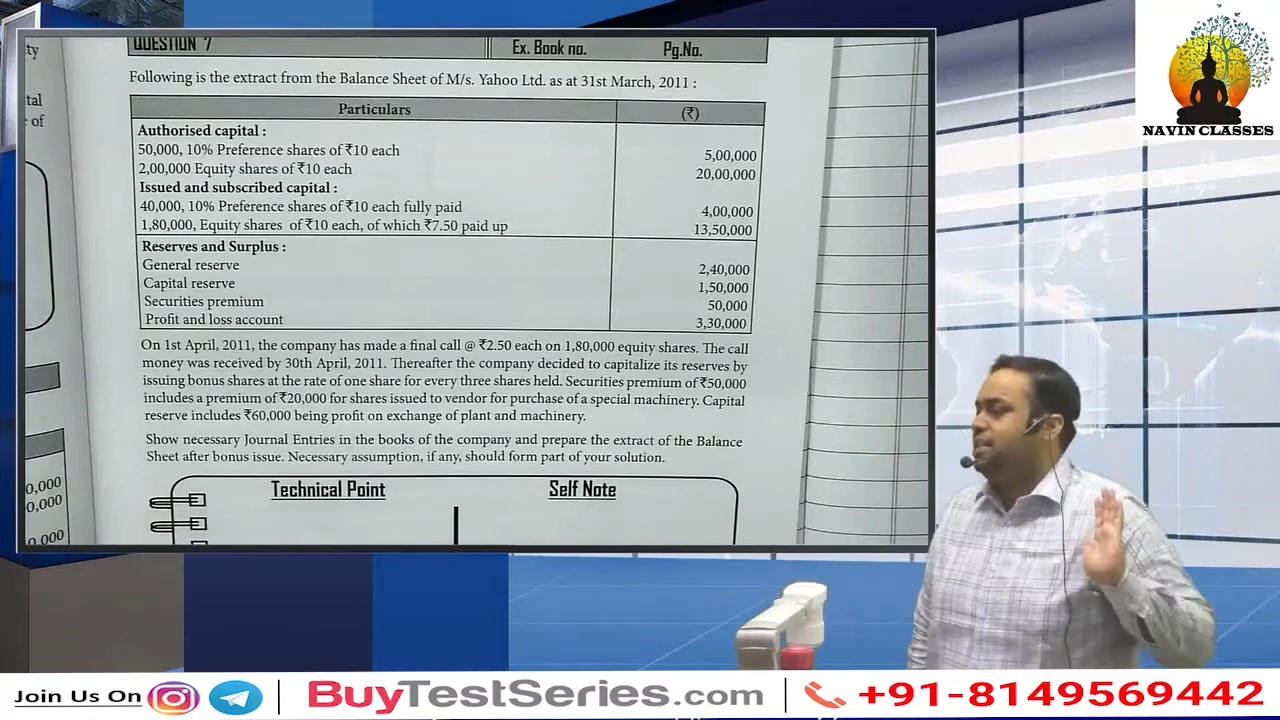 QUESTION 7 Ex. Book no. Pg.No.
Following is the extract from the Balance Sheet of M/s. Yahoo Ltd. as at 31st March, 2011 :
Particulars (₹)
Authorised capital :
50,000, 10% Preference shares of ₹10 each 5,00,000
2,00,000 Equity shares of ₹10 each 20,00,000
Issued and subscribed capital :
40,000, 10% Preference shares of ₹10 each fully paid 4,00,000
1,80,000, Equity shares of ₹10 each, of which ₹7.50 paid up 13,50,000
Reserves and Surplus :
General reserve 2,40,000
Capital reserve 1,50,000
Securities premium 50,000
Profit and loss account 3,30,000
On 1st April, 2011, the company has made a final call @ ₹2.50 each on 1,80,000 equity shares. The call
money was received by 30th April, 2011. Thereafter the company decided to capitalize its reserves by
issuing bonus shares at the rate of one share for every three shares held. Securities premium of ₹50,000
includes a premium of ₹20,000 for shares issued to vendor for purchase of a special machinery. Capital
reserve includes ₹60,000 being profit on exchange of plant and machinery.
Show necessary Journal Entries in the books of the company and prepare the extract of the Balance
Sheet after bonus issue. Necessary assumption, if any, should form part of your solution.
Technical Point Self Note
ty
tal
of
0,000
0,000
0,000
NAVIN CLASSES
Join Us On BuyTestSeries.com +91-8149569442